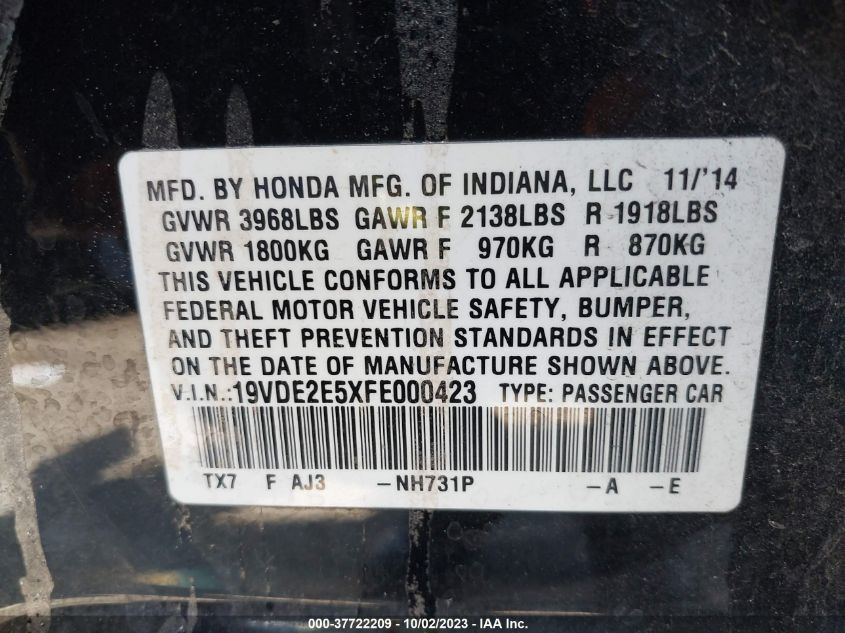 MFD. BY HONDA MFG. OF INDIANA, LLC 11/'14
GVWR 3968LBS GAWR F 2138LBS R 1918LBS
GVWR 1800KG GAWR F 970KG R 870KG
THIS VEHICLE CONFORMS TO ALL APPLICABLE
FEDERAL MOTOR VEHICLE SAFETY, BUMPER,
AND THEFT PREVENTION STANDARDS IN EFFECT
ON THE DATE OF MANUFACTURE SHOWN ABOVE.
V.I.N.:19VDE2E5XFE000423 TYPE: PASSENGER CAR
TX7 F AJ3 -NH731P -A -E
000-37722209 - 10/02/2023 - IAA Inc.